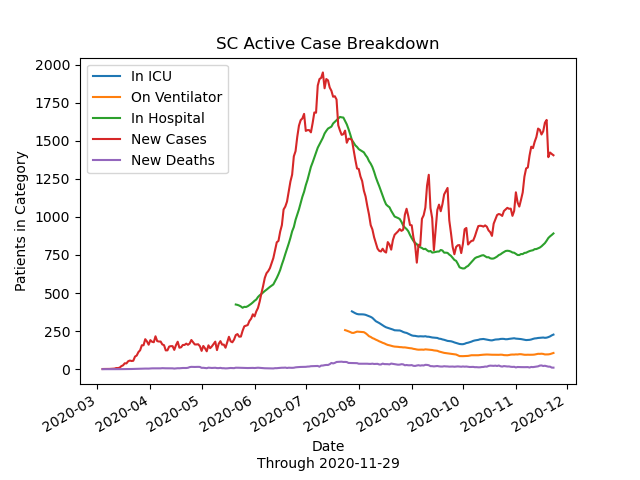 SC Active Case Breakdown
Patients in Category
2000
1750
1500
1250
1000
750
500
250
0
In ICU
On Ventilator
In Hospital
New Cases
New Deaths
2020-03
2020-04
2020-05
2020-06
2020-07
2020-08
2020-09
2020-10
2020-11
2020-12
Date
Through 2020-11-29